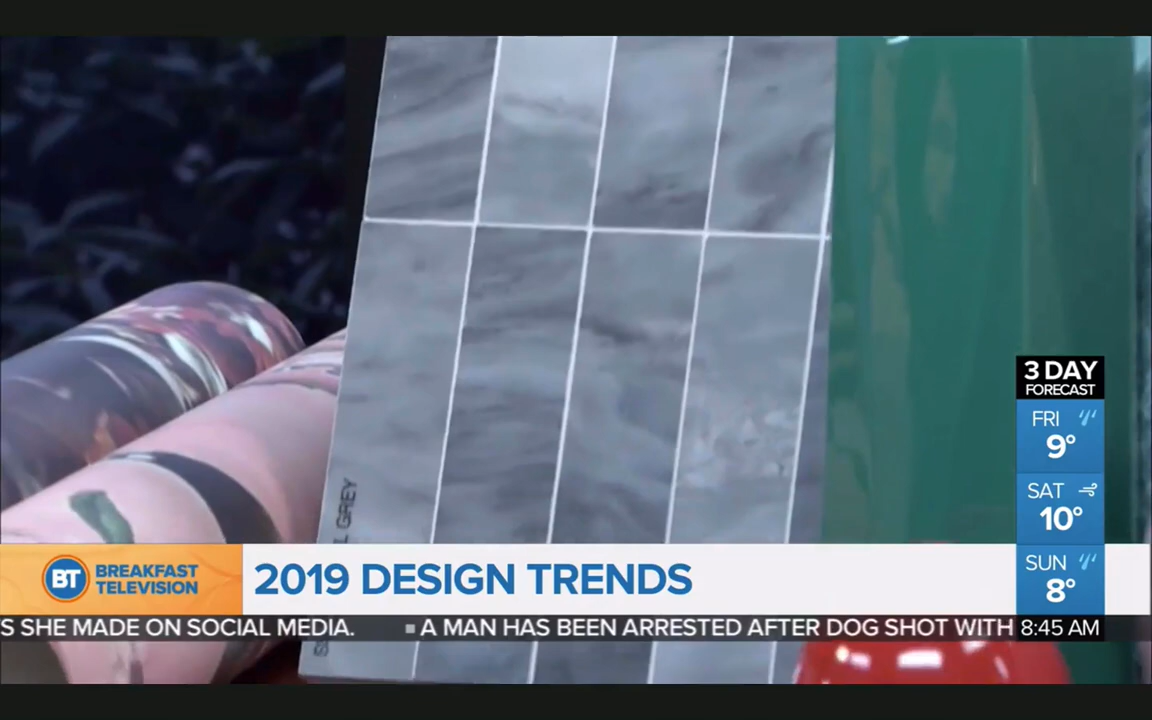 L GREY
3 DAY
FORECAST
FRI
9°
SAT
10°
SUN
8°
BT
BREAKFAST
TELEVISION
2019 DESIGN TRENDS
S SHE MADE ON SOCIAL MEDIA.
A MAN HAS BEEN ARRESTED AFTER DOG SHOT WITH
8:45 AM